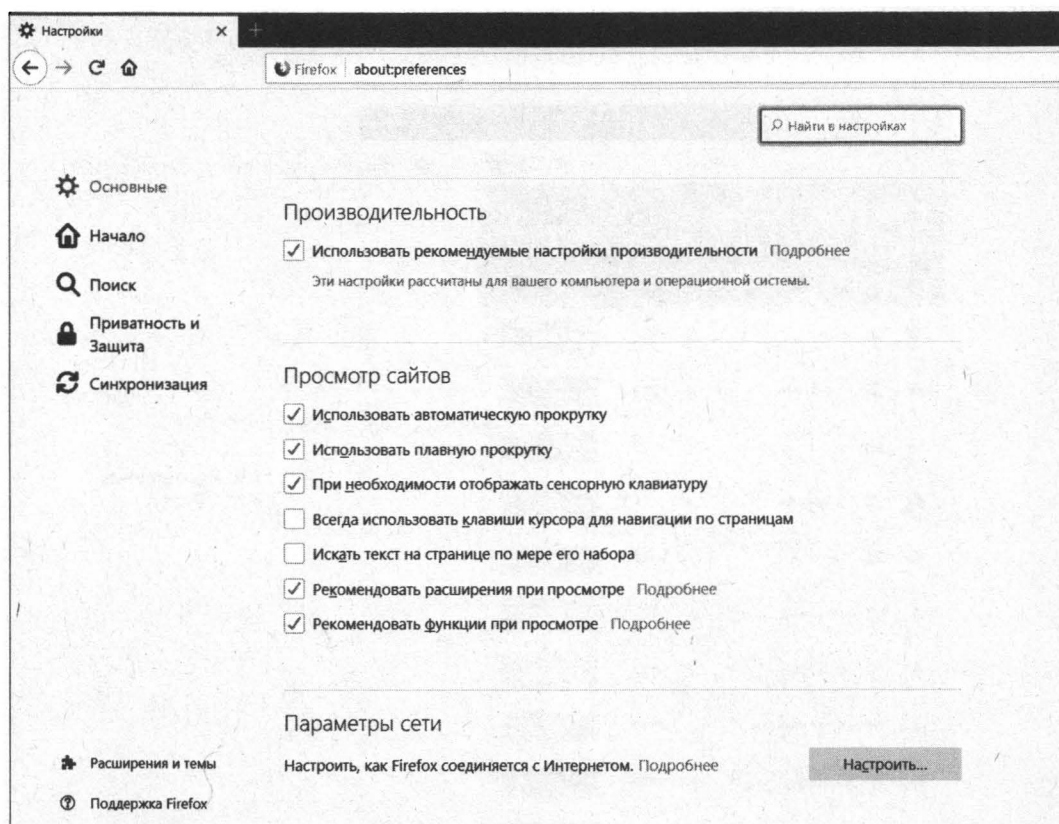 Настройки
Firefox about:preferences
Найти в настройках
Основные
Начало
Поиск
Приватность и
Защита
Синхронизация
Производительность
Использовать рекомендуемые настройки производительности Подробнее
Эти настройки рассчитаны для вашего компьютера и операционной системы.
Просмотр сайтов
Использовать автоматическую прокрутку
Использовать плавную прокрутку
При необходимости отображать сенсорную клавиатуру
Всегда использовать клавиши курсора для навигации по страницам
Искать текст на странице по мере его набора
Рекомендовать расширения при просмотре Подробнее
Рекомендовать функции при просмотре Подробнее
Параметры сети
Настроить, как Firefox соединяется с Интернетом. Подробнее Настроить...
Расширения и темы
Поддержка Firefox